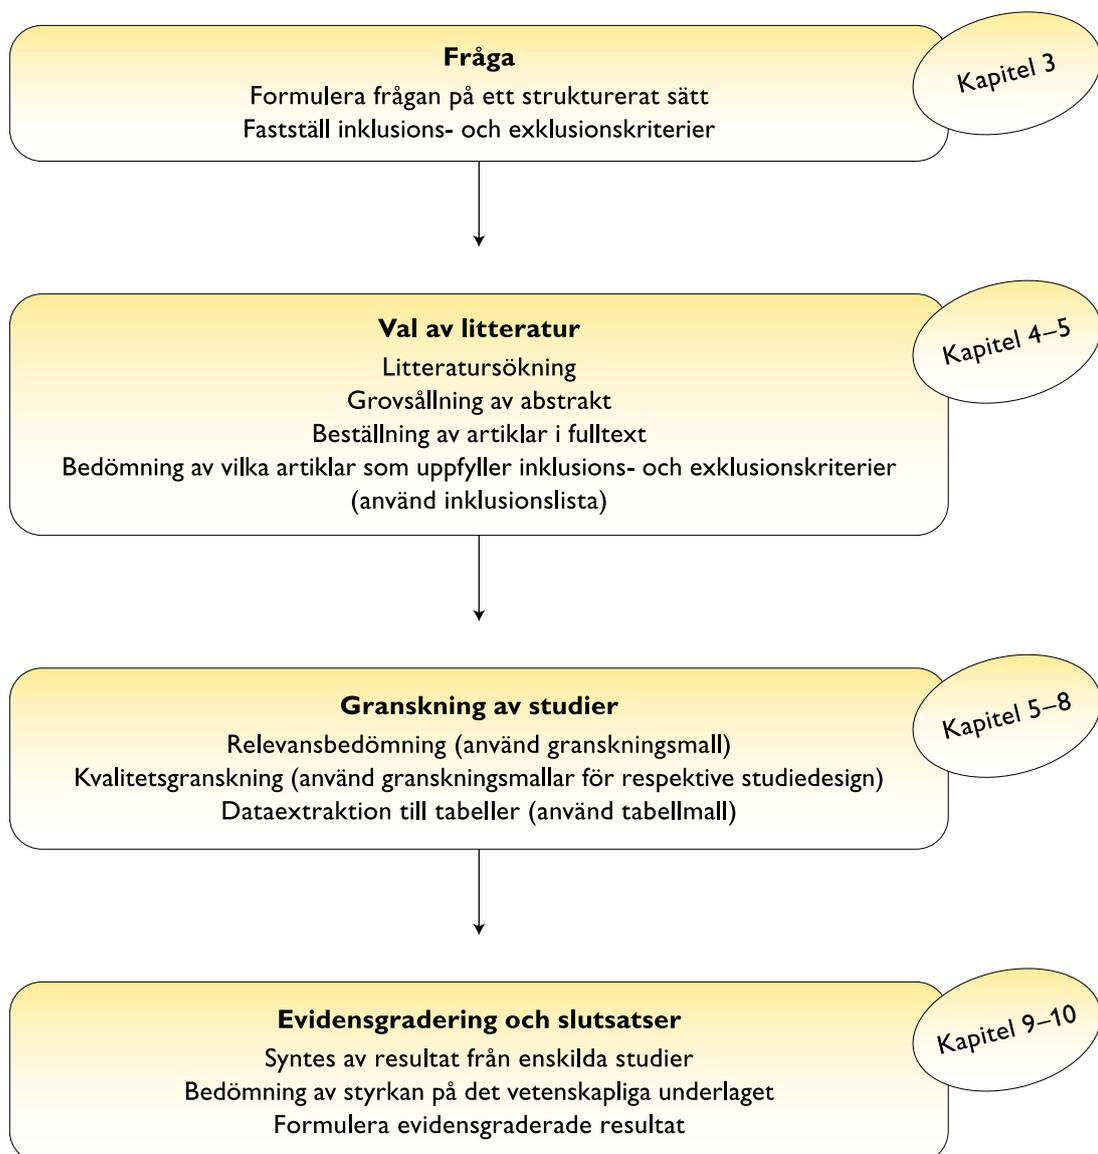 Fråga
Formulera frågan på ett strukturerat sätt
Fastställ inklusions- och exklusionskriterier
Kapitel 3
Val av litteratur
Litteratursökning
Grovsållning av abstrakt
Beställning av artiklar i fulltext
Bedömning av vilka artiklar som uppfyller inklusions- och exklusionskriterier
(använd inklusionslista)
Kapitel 4–5
Granskning av studier
Relevansbedömning (använd granskningsmall)
Kvalitetsgranskning (använd granskningsmallar för respektive studiedesign)
Dataextraktion till tabeller (använd tabellmall)
Kapitel 5–8
Evidensgradering och slutsatser
Syntes av resultat från enskilda studier
Bedömning av styrkan på det vetenskapliga underlaget
Formulera evidensgraderade resultat
Kapitel 9–10